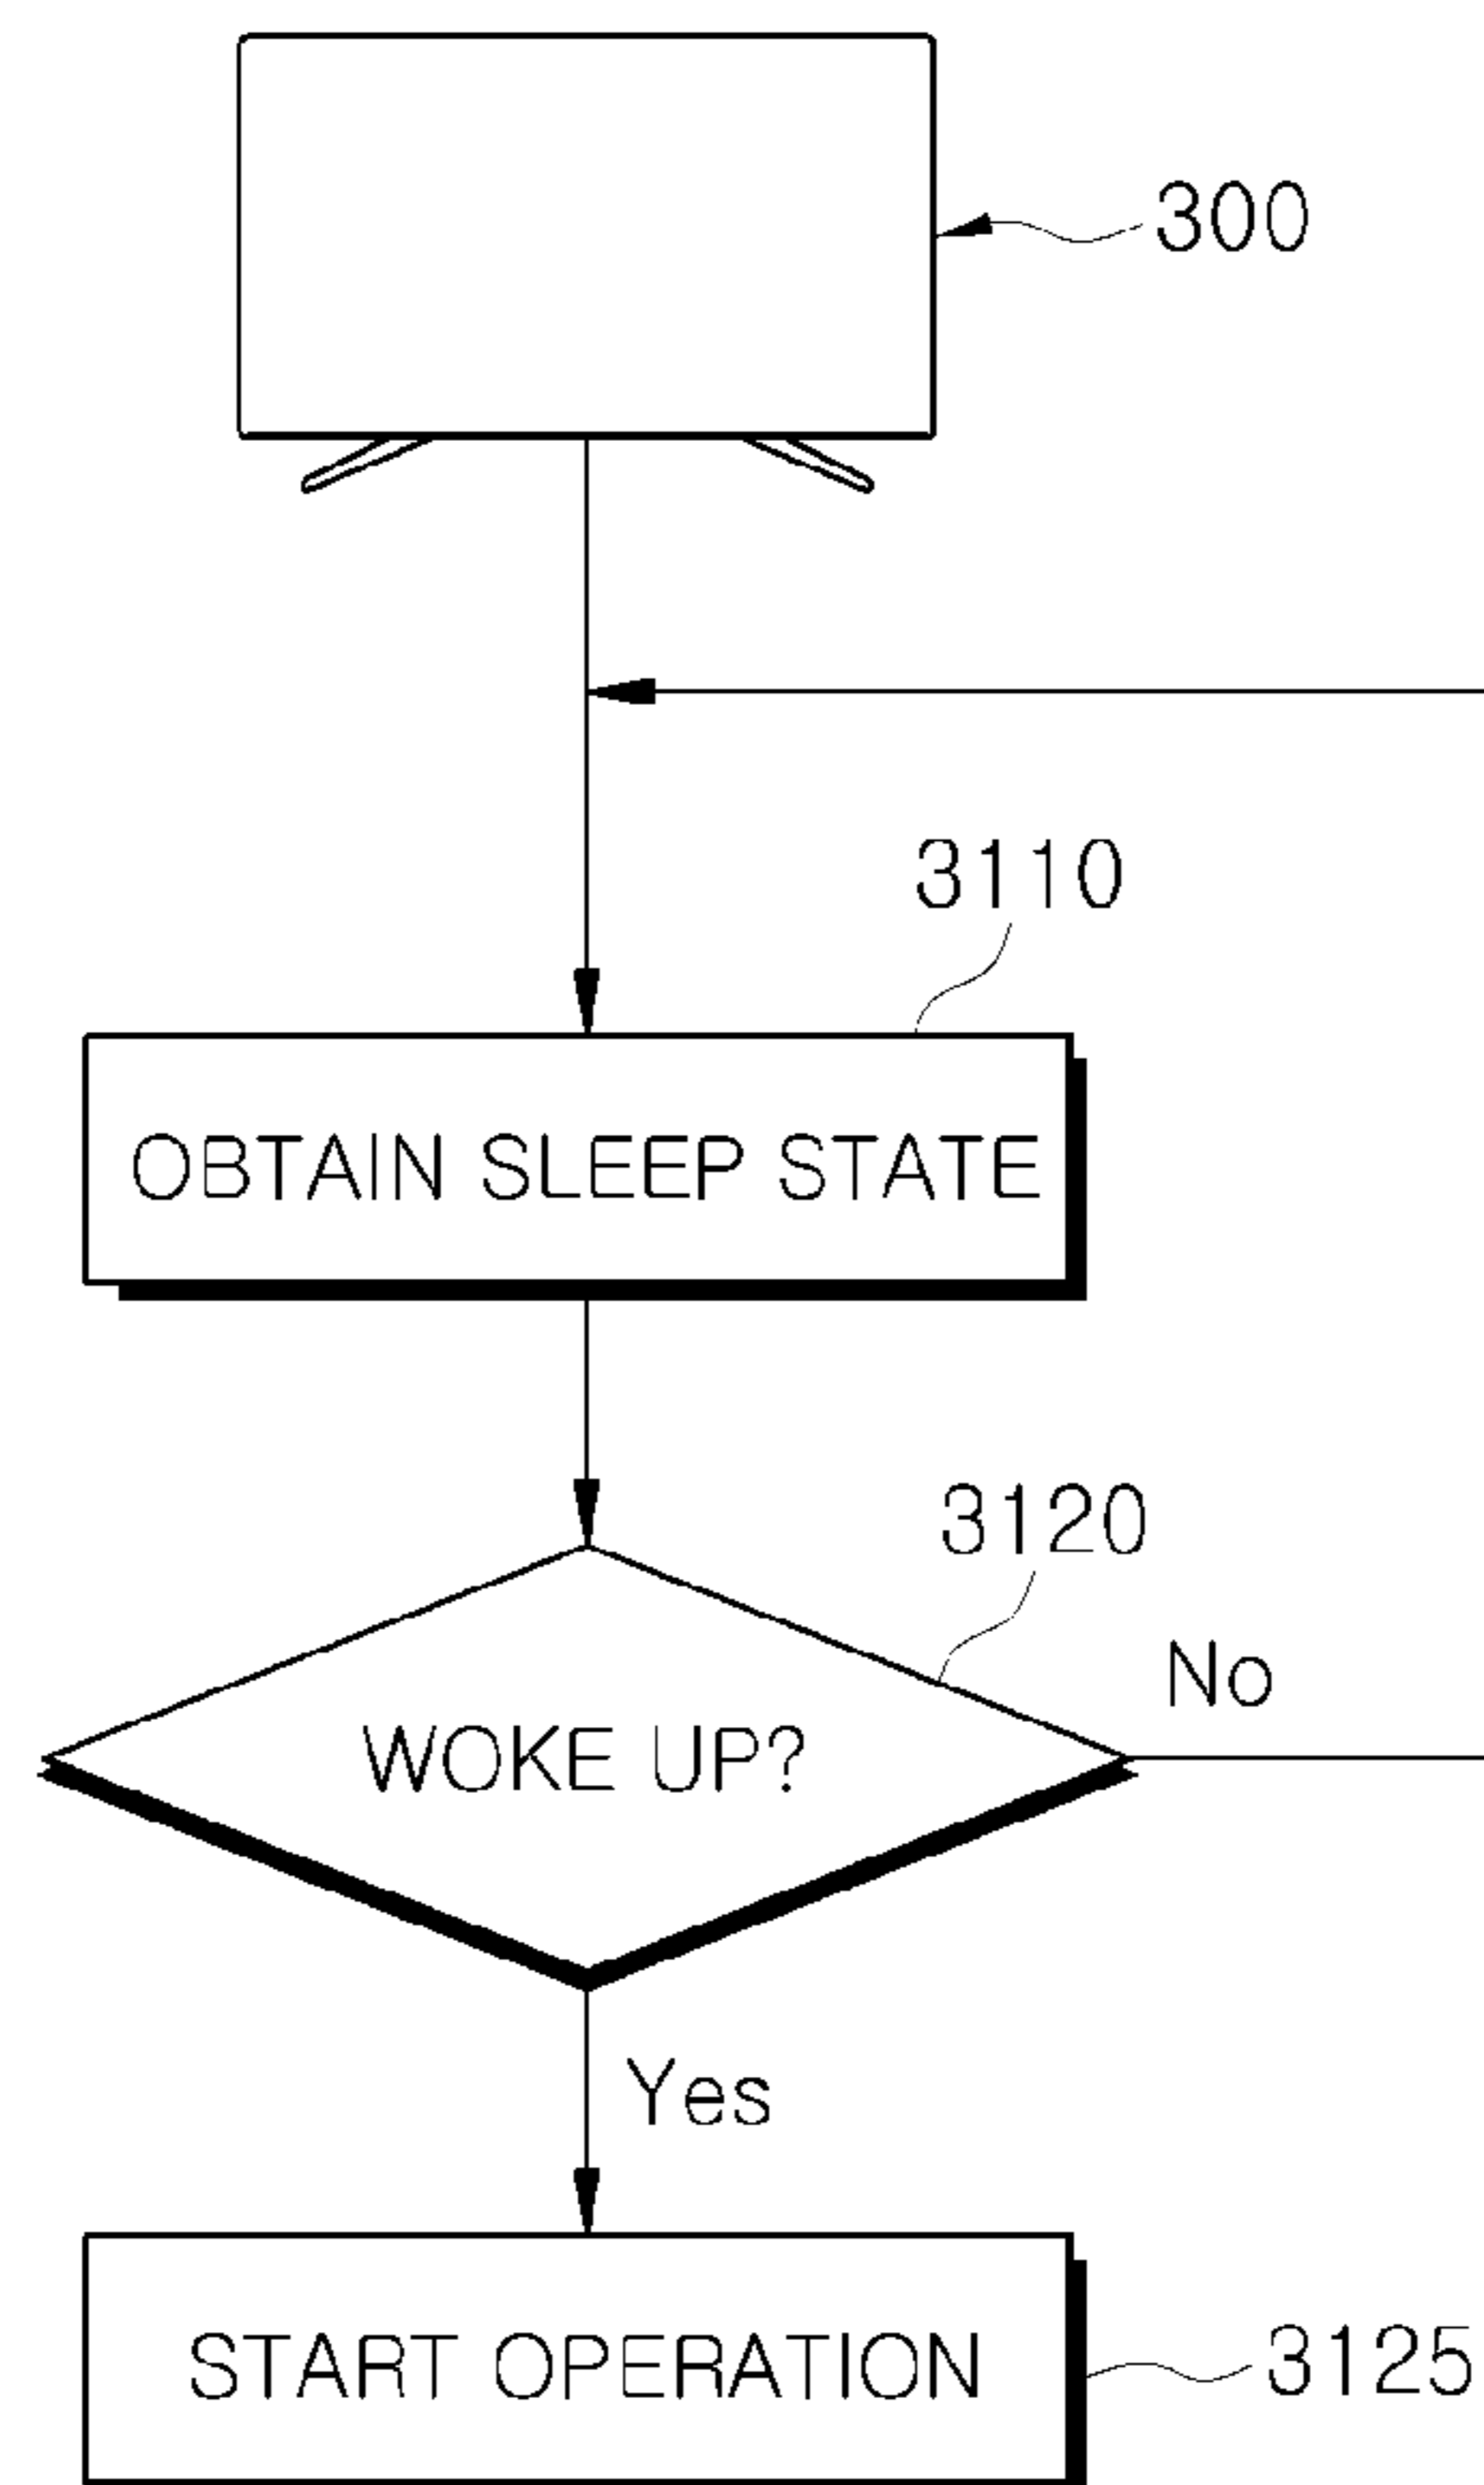 300
3110
OBTAIN SLEEP STATE
3120
No
WOKE UP?
Yes
START OPERATION
3125